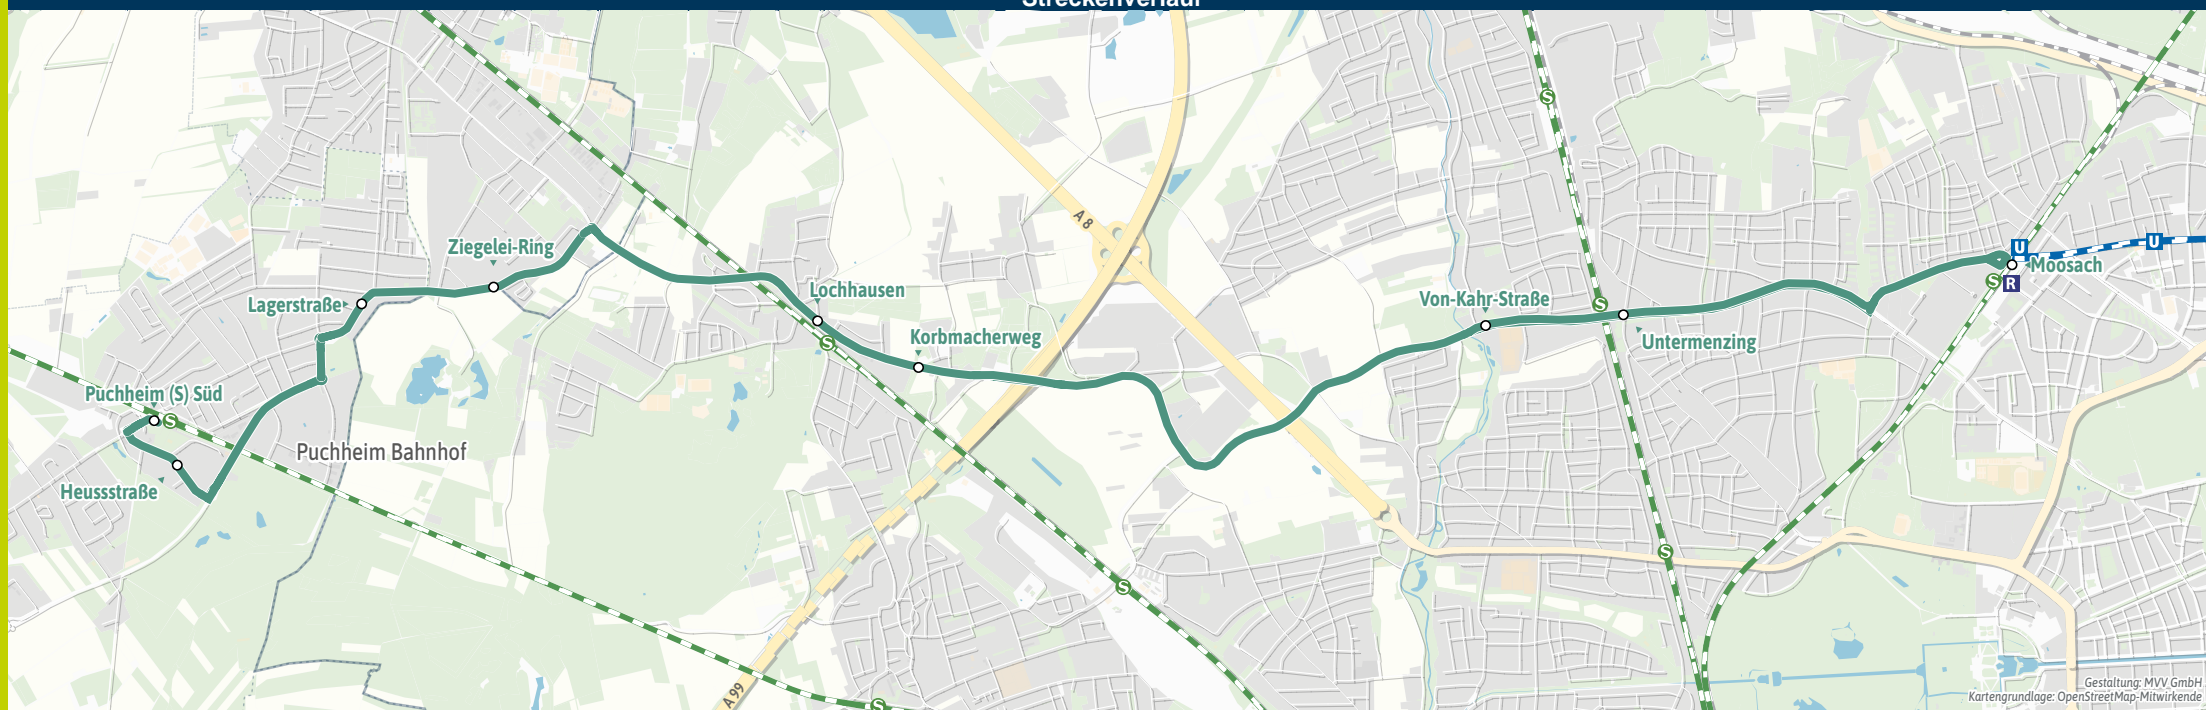 Streckenverlauf
A 8
Ziegelei-Ring
U
U
Moosach
S
R
Lagerstraße
Lochhausen
S
S
S
Von-Kahr-Straße
Untermenzing
Korbmacherweg
Puchheim (S) Süd
S
Puchheim Bahnhof
Heussstraße
S
S
A 99
S
Gestaltung: MVV GmbH
Kartengrundlage: OpenStreetMap-Mitwirkende